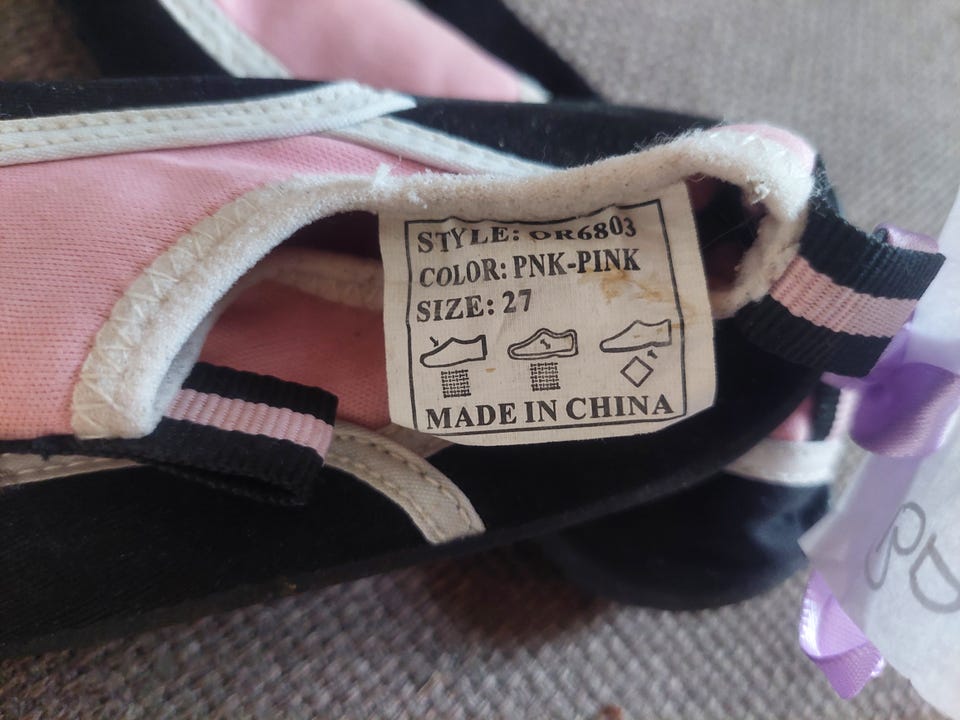 STYLE: OR6803
COLOR: PNK-PINK
SIZE: 27
MADE IN CHINA